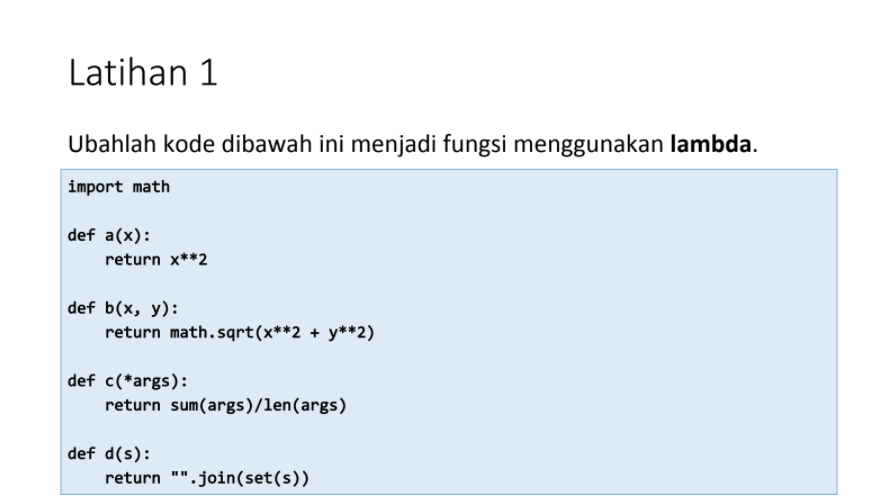 Latihan 1
Ubahlah kode dibawah ini menjadi fungsi menggunakan lambda.
import math
def a(x):
    return x**2
def b(x, y):
    return math.sqrt(x**2 + y**2)
def c(*args):
    return sum(args)/len(args)
def d(s):
    return "".join(set(s))